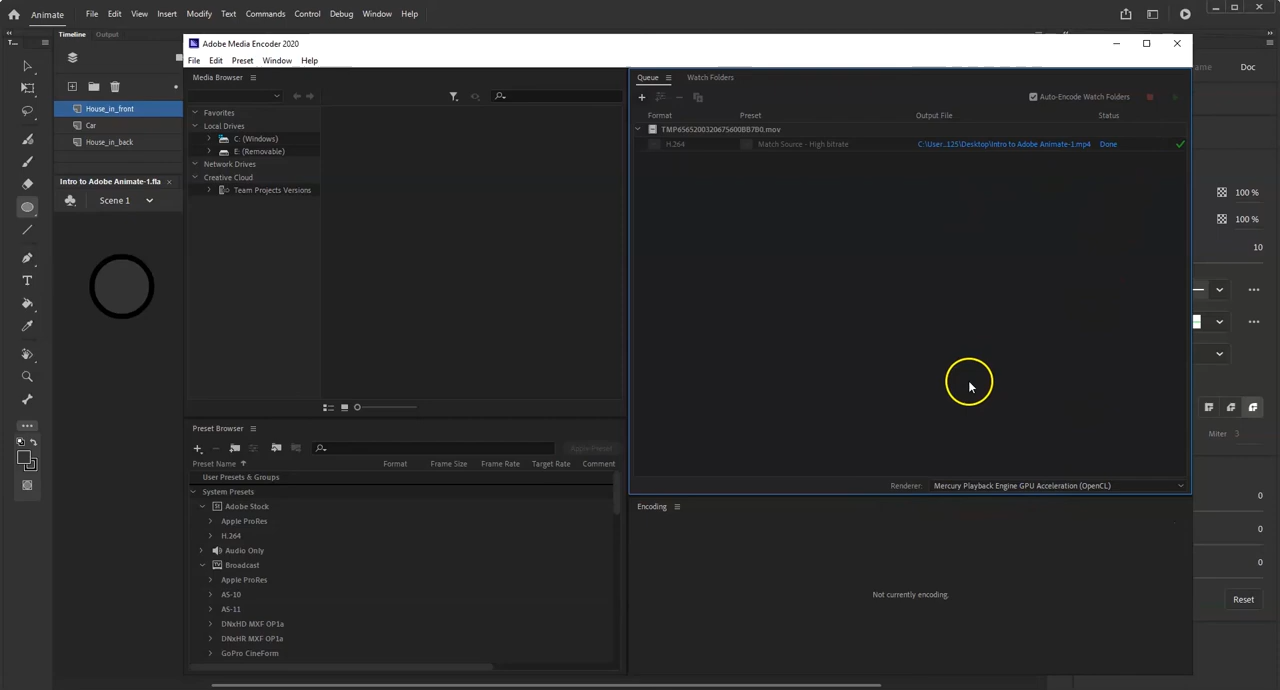 Animate File Edit View Insert Modify Text Commands Control Debug Window Help
Timeline Output
Adobe Media Encoder 2020
File Edit Preset Window Help
Doc
Media Browser
Queue Watch Folders
Auto-Encode Watch Folders
House_in_front
Car
House_in_back
Favorites
Local Drives
C: (Windows)
E: (Removable)
Network Drives
Creative Cloud
Team Projects Versions
Format Preset Output File Status
TMP6565200320675600BB7B0.mov
H.264 Match Source - High bitrate C:\User...125\Desktop\Intro to Adobe Animate-1.mp4 Done
Intro to Adobe Animate-1.fla
Scene 1
100 %
100 %
10
Miter 3
Preset Browser
Apply Preset
Preset Name Format Frame Size Frame Rate Target Rate Comment
User Presets & Groups
System Presets
Adobe Stock
Apple ProRes
H.264
Audio Only
Broadcast
Apple ProRes
AS-10
AS-11
DNxHD MXF OP1a
DNxHR MXF OP1a
GoPro CineForm
Renderer: Mercury Playback Engine GPU Acceleration (OpenCL)
Encoding
Not currently encoding.
0
0
0
Reset